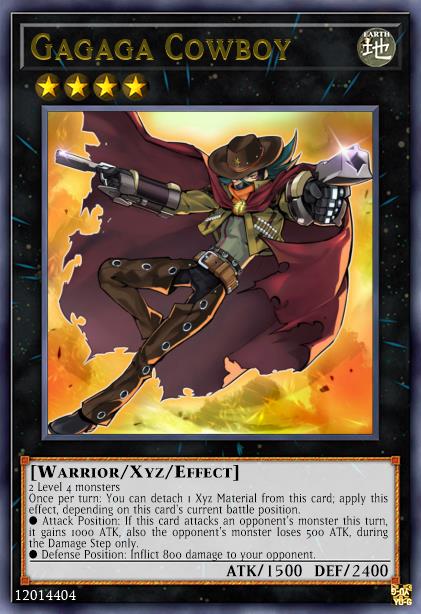 GAGAGA COWBOY
EARTH
地
[WARRIOR/XYZ/EFFECT]
2 Level 4 monsters
Once per turn: You can detach 1 Xyz Material from this card; apply this
effect, depending on this card's current battle position.
● Attack Position: If this card attacks an opponent's monster this turn,
it gains 1000 ATK, also the opponent's monster loses 500 ATK, during
the Damage Step only.
● Defense Position: Inflict 800 damage to your opponent.
ATK/1500 DEF/2400
12014404